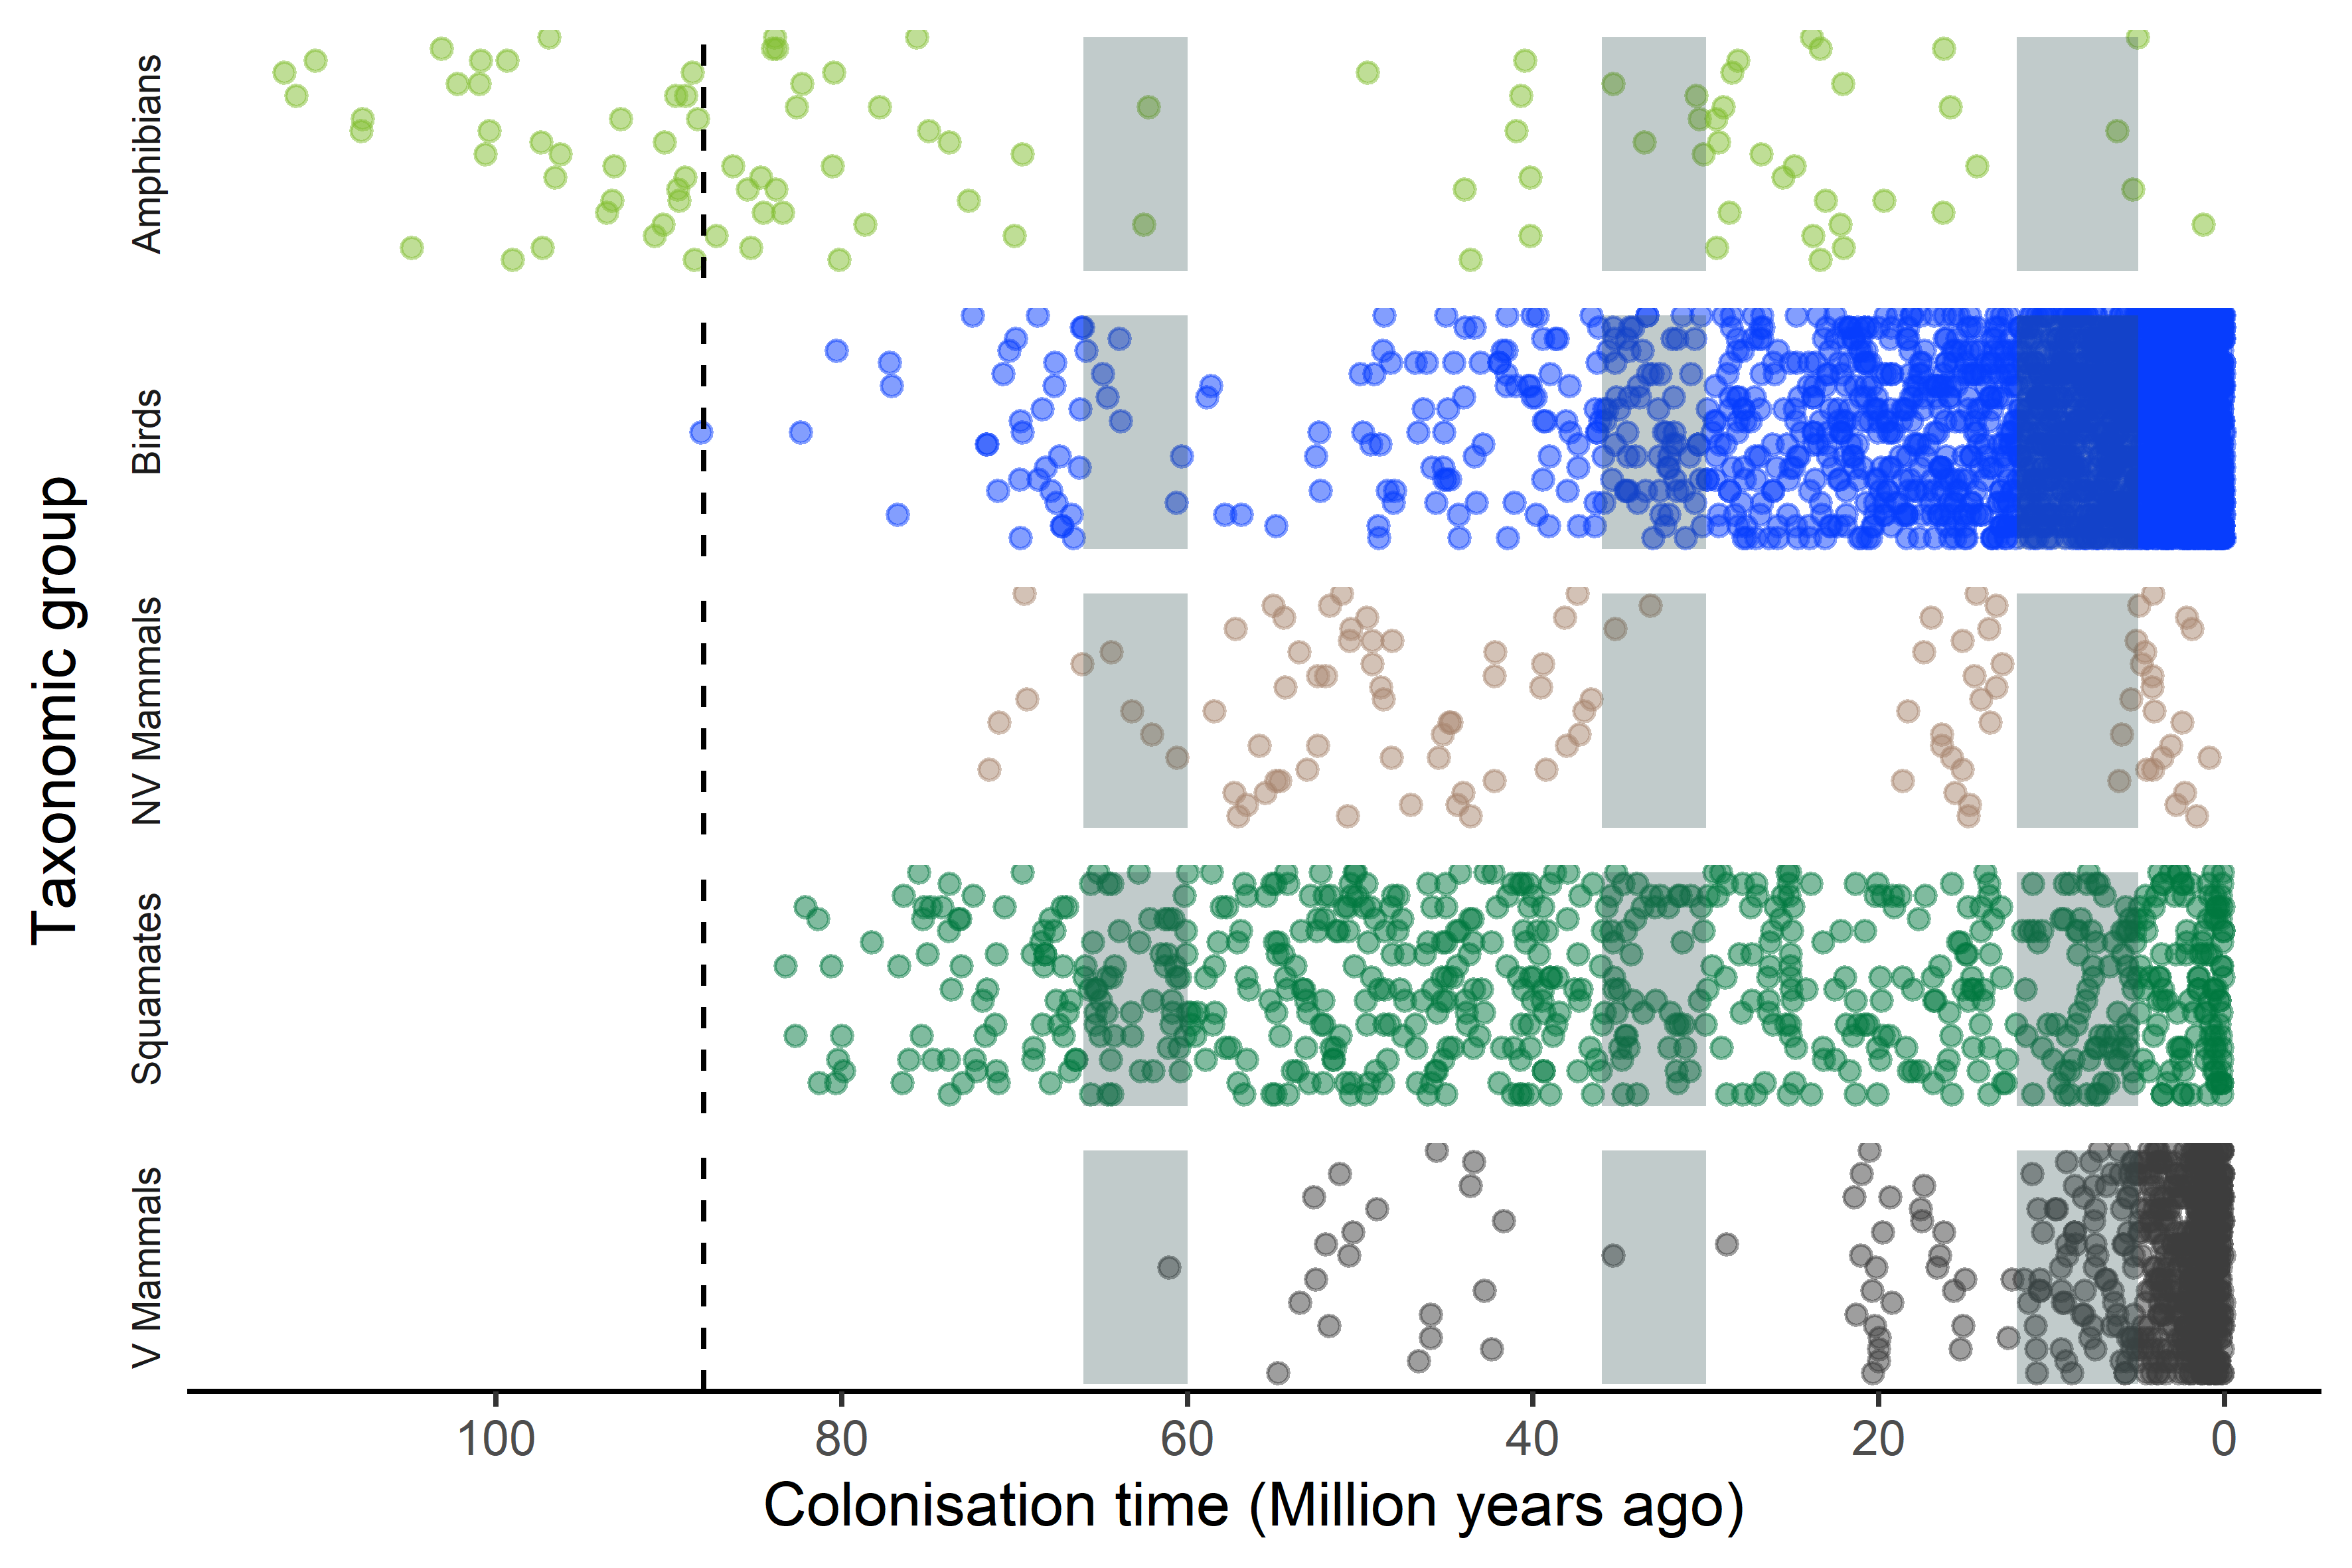 Taxonomic group
Amphibians
Birds
NV Mammals
Squamates
V Mammals
100 80 60 40 20 0
Colonisation time (Million years ago)